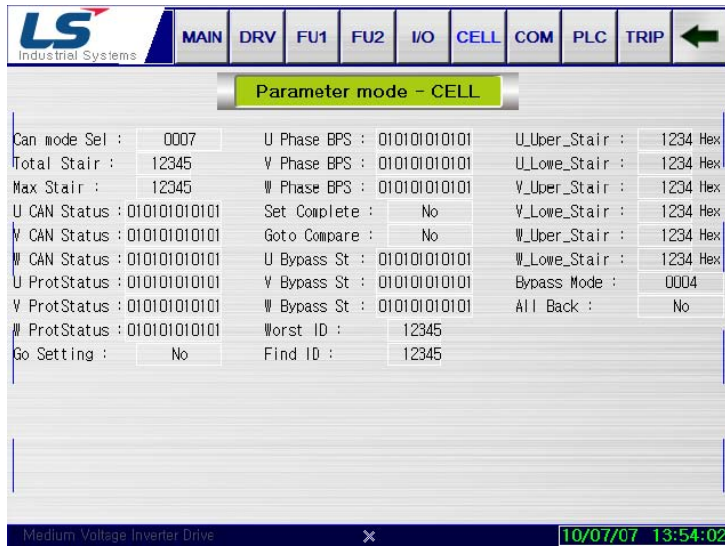 LS
Industrial Systems
MAIN DRV FU1 FU2 I/O CELL COM PLC TRIP
Parameter mode - CELL
Can mode Sel : 0007 U Phase BPS : 010101010101 U_Uper_Stair : 1234 Hex
Total Stair : 12345 V Phase BPS : 010101010101 U_Lowe_Stair : 1234 Hex
Max Stair : 12345 W Phase BPS : 010101010101 V_Uper_Stair : 1234 Hex
U CAN Status : 010101010101 Set Complete : No V_Lowe_Stair : 1234 Hex
V CAN Status : 010101010101 Goto Compare : No W_Uper_Stair : 1234 Hex
W CAN Status : 010101010101 U Bypass St : 010101010101 W_Lowe_Stair : 1234 Hex
U ProtStatus : 010101010101 V Bypass St : 010101010101 Bypass Mode : 0004
V ProtStatus : 010101010101 W Bypass St : 010101010101 All Back : No
W ProtStatus : 010101010101 Worst ID : 12345
Go Setting : No Find ID : 12345
Medium Voltage Inverter Drive 10/07/07 13:54:02